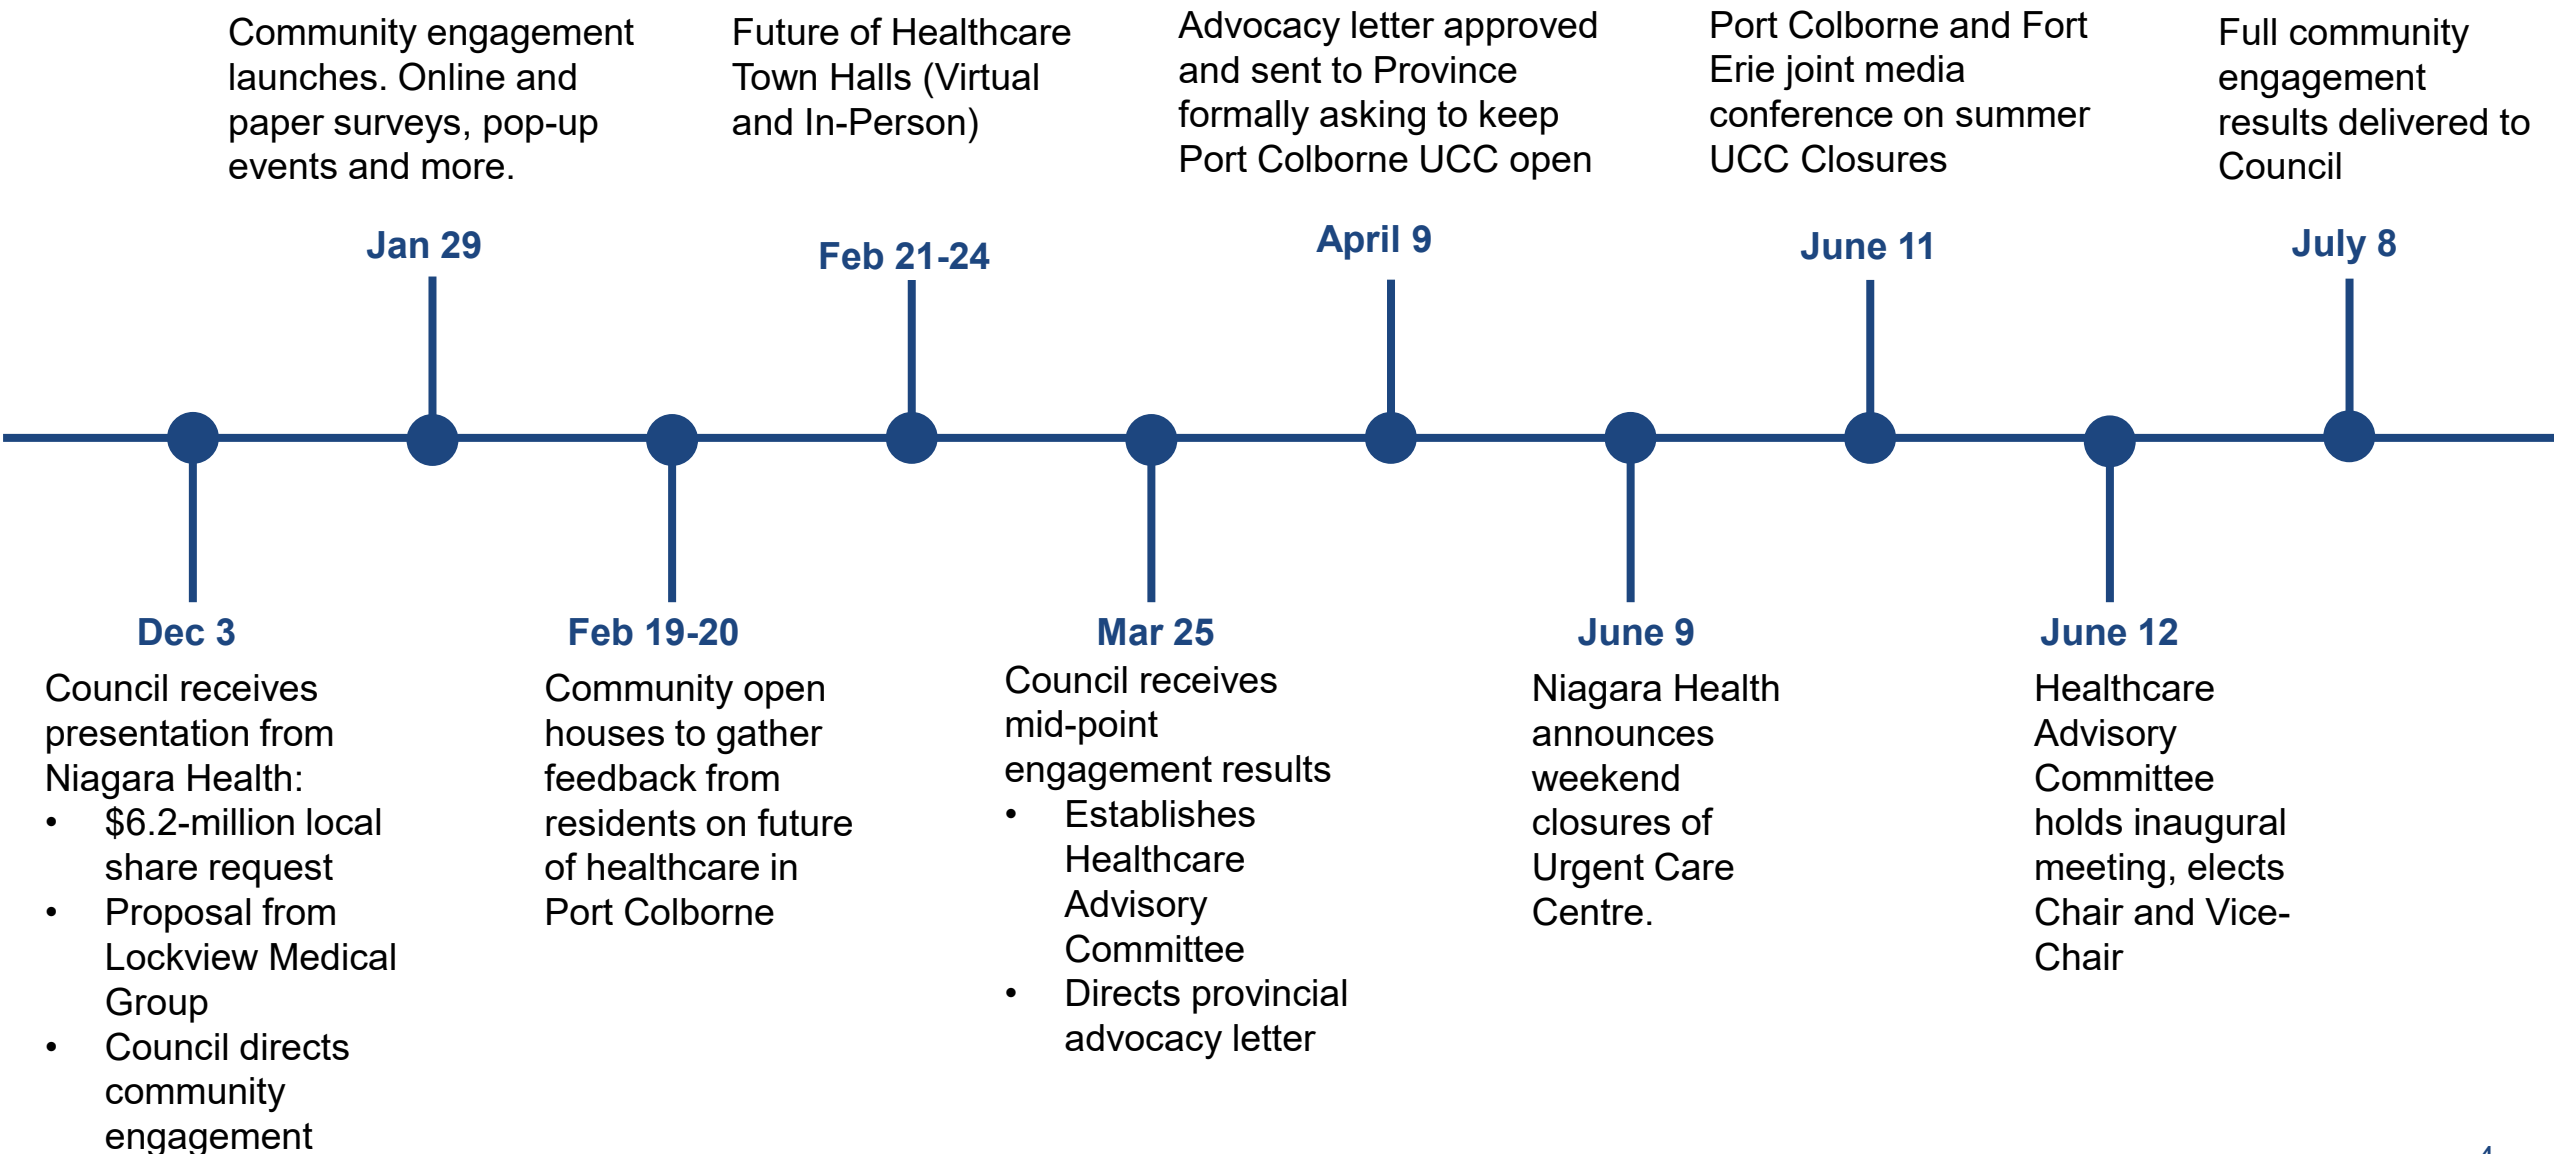 Community engagement
launches. Online and
paper surveys, pop-up
events and more.
Jan 29
Future of Healthcare
Town Halls (Virtual
and In-Person)
Feb 21-24
Advocacy letter approved
and sent to Province
formally asking to keep
Port Colborne UCC open
April 9
Port Colborne and Fort
Erie joint media
conference on summer
UCC Closures
June 11
Full community
engagement
results delivered to
Council
July 8
Dec 3
Council receives
presentation from
Niagara Health:
• $6.2-million local
share request
• Proposal from
Lockview Medical
Group
• Council directs
community
engagement
Feb 19-20
Community open
houses to gather
feedback from
residents on future
of healthcare in
Port Colborne
Mar 25
Council receives
mid-point
engagement results
• Establishes
Healthcare
Advisory
Committee
• Directs provincial
advocacy letter
June 9
Niagara Health
announces
weekend
closures of
Urgent Care
Centre.
June 12
Healthcare
Advisory
Committee
holds inaugural
meeting, elects
Chair and Vice-
Chair
4